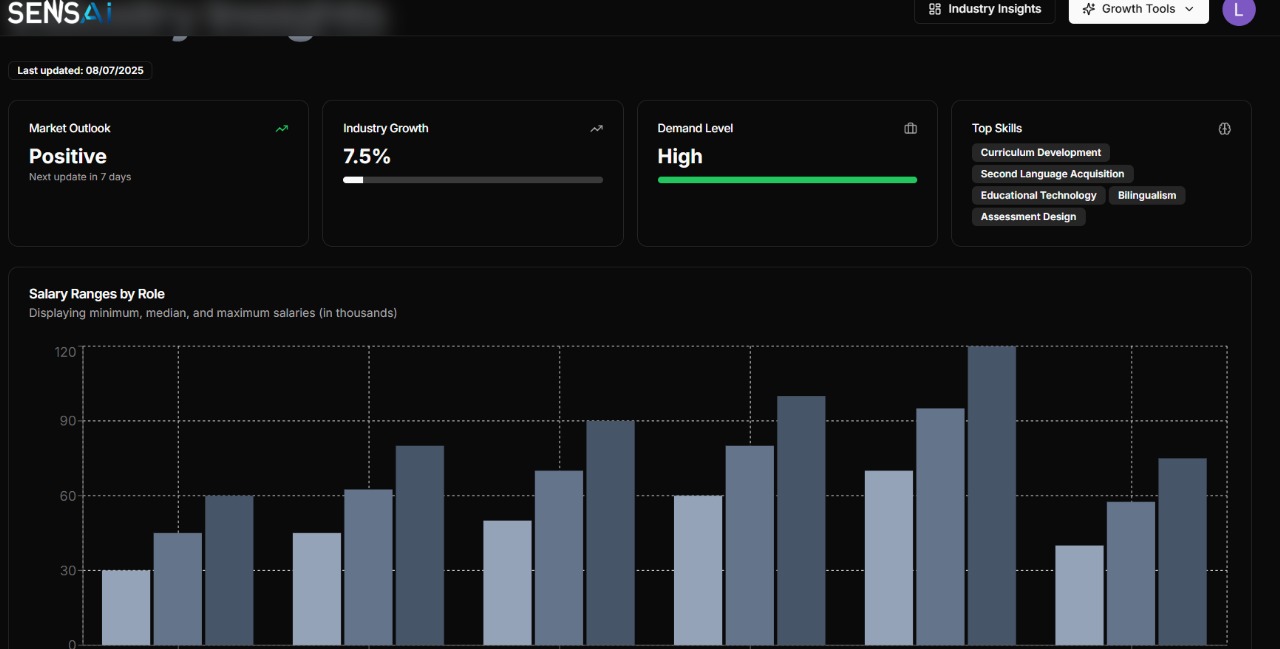 SENSAi
Industry Insights
Growth Tools
L
Last updated: 08/07/2025
Market Outlook
Positive
Next update in 7 days
Industry Growth
7.5%
Demand Level
High
Top Skills
Curriculum Development
Second Language Acquisition
Educational Technology Bilingualism
Assessment Design
Salary Ranges by Role
Displaying minimum, median, and maximum salaries (in thousands)
120
90
60
30
0